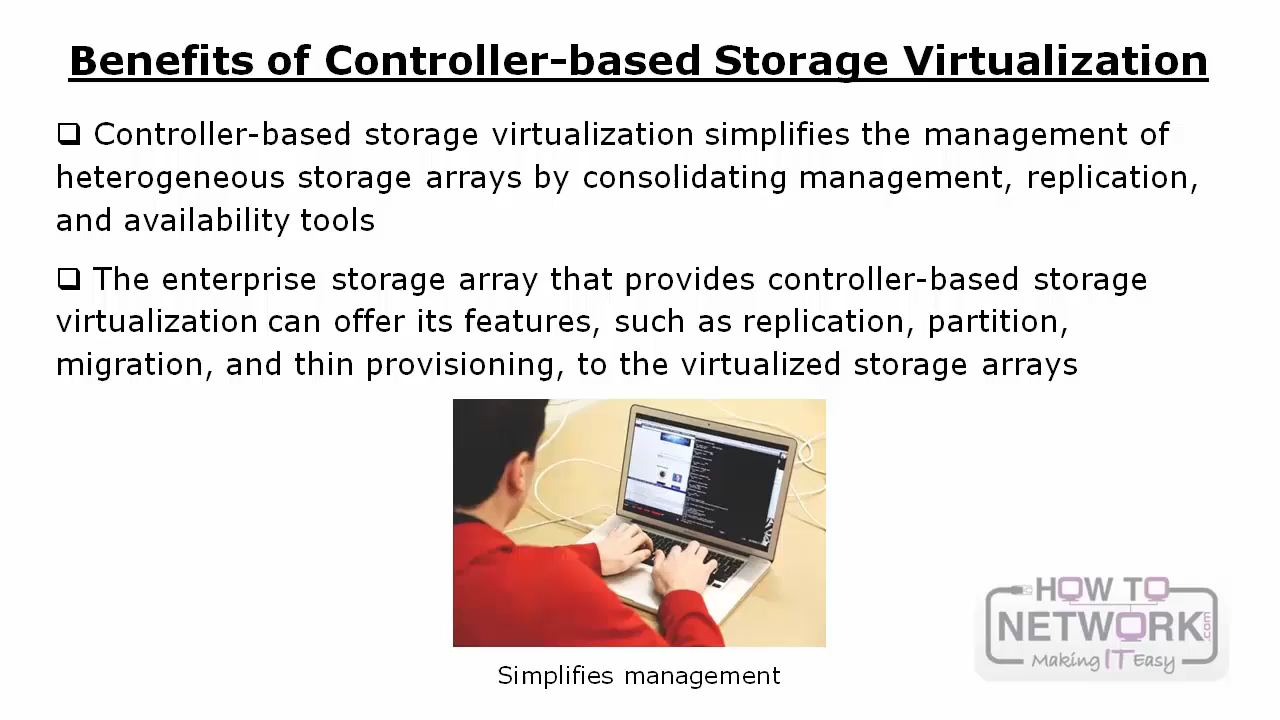 Benefits of Controller-based Storage Virtualization
❑ Controller-based storage virtualization simplifies the management of
heterogeneous storage arrays by consolidating management, replication,
and availability tools
❑ The enterprise storage array that provides controller-based storage
virtualization can offer its features, such as replication, partition,
migration, and thin provisioning, to the virtualized storage arrays
Simplifies management
HOW TO
NETWORK.com
Making IT Easy